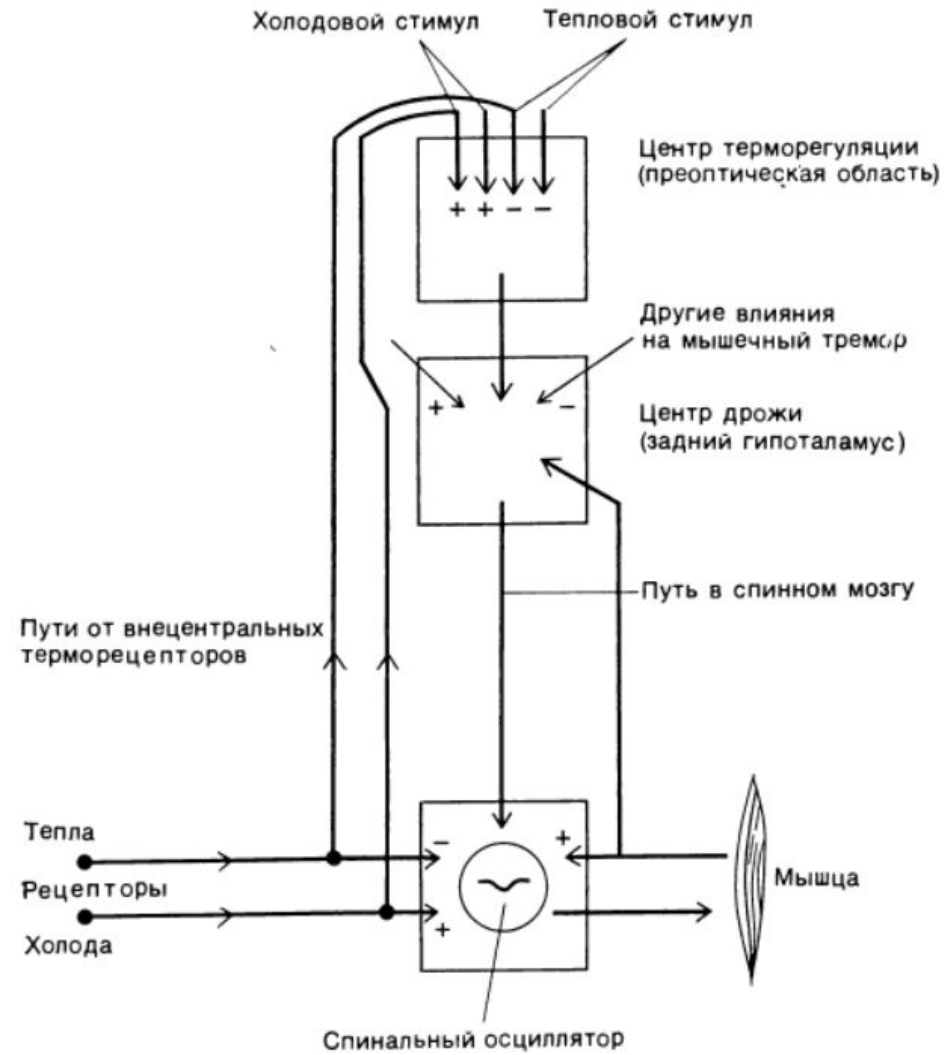 Холодовой стимул
Тепловой стимул
Центр терморегуляции
(преоптическая область)
+ + − −
Другие влияния
на мышечный тремор
+
−
Центр дрожи
(задний гипоталамус)
Путь в спинном мозгу
Пути от внецентральных
терморецепторов
Тепла
−
+
Рецепторы
Мышца
Холода
+
Спинальный осциллятор